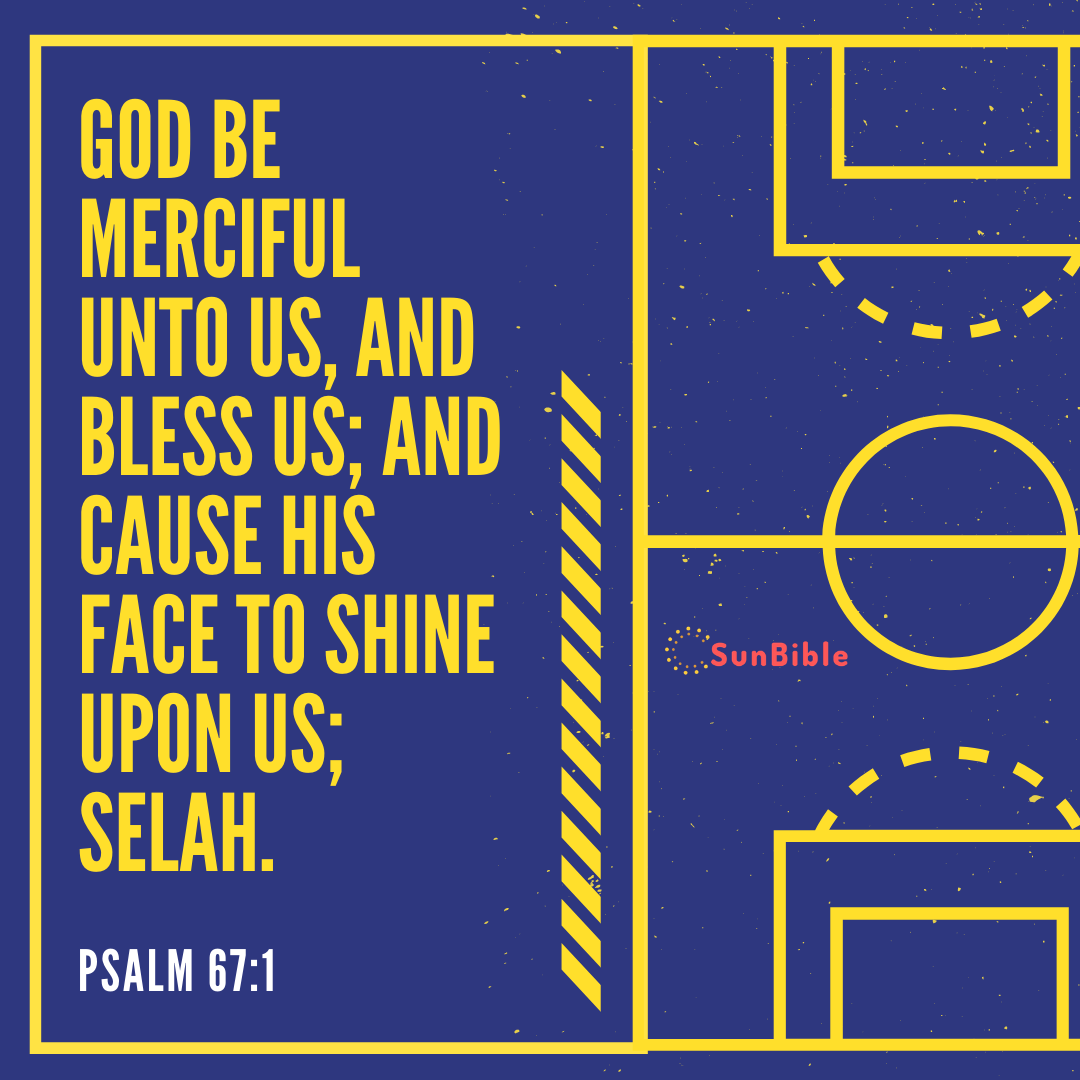 GOD BE
MERCIFUL
UNTO US, AND
BLESS US; AND
CAUSE HIS
FACE TO SHINE
UPON US;
SELAH.
PSALM 67:1
SunBible